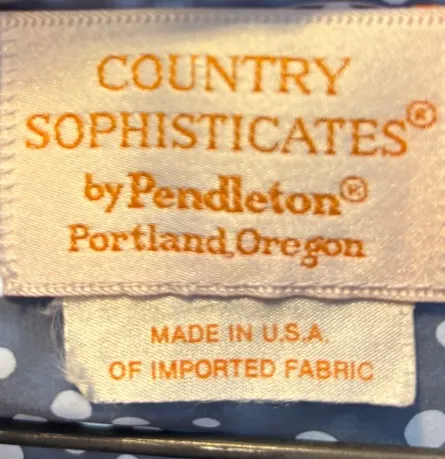 COUNTRY
SOPHISTICATES®
by Pendleton®
Portland, Oregon
MADE IN U.S.A.
OF IMPORTED FABRIC